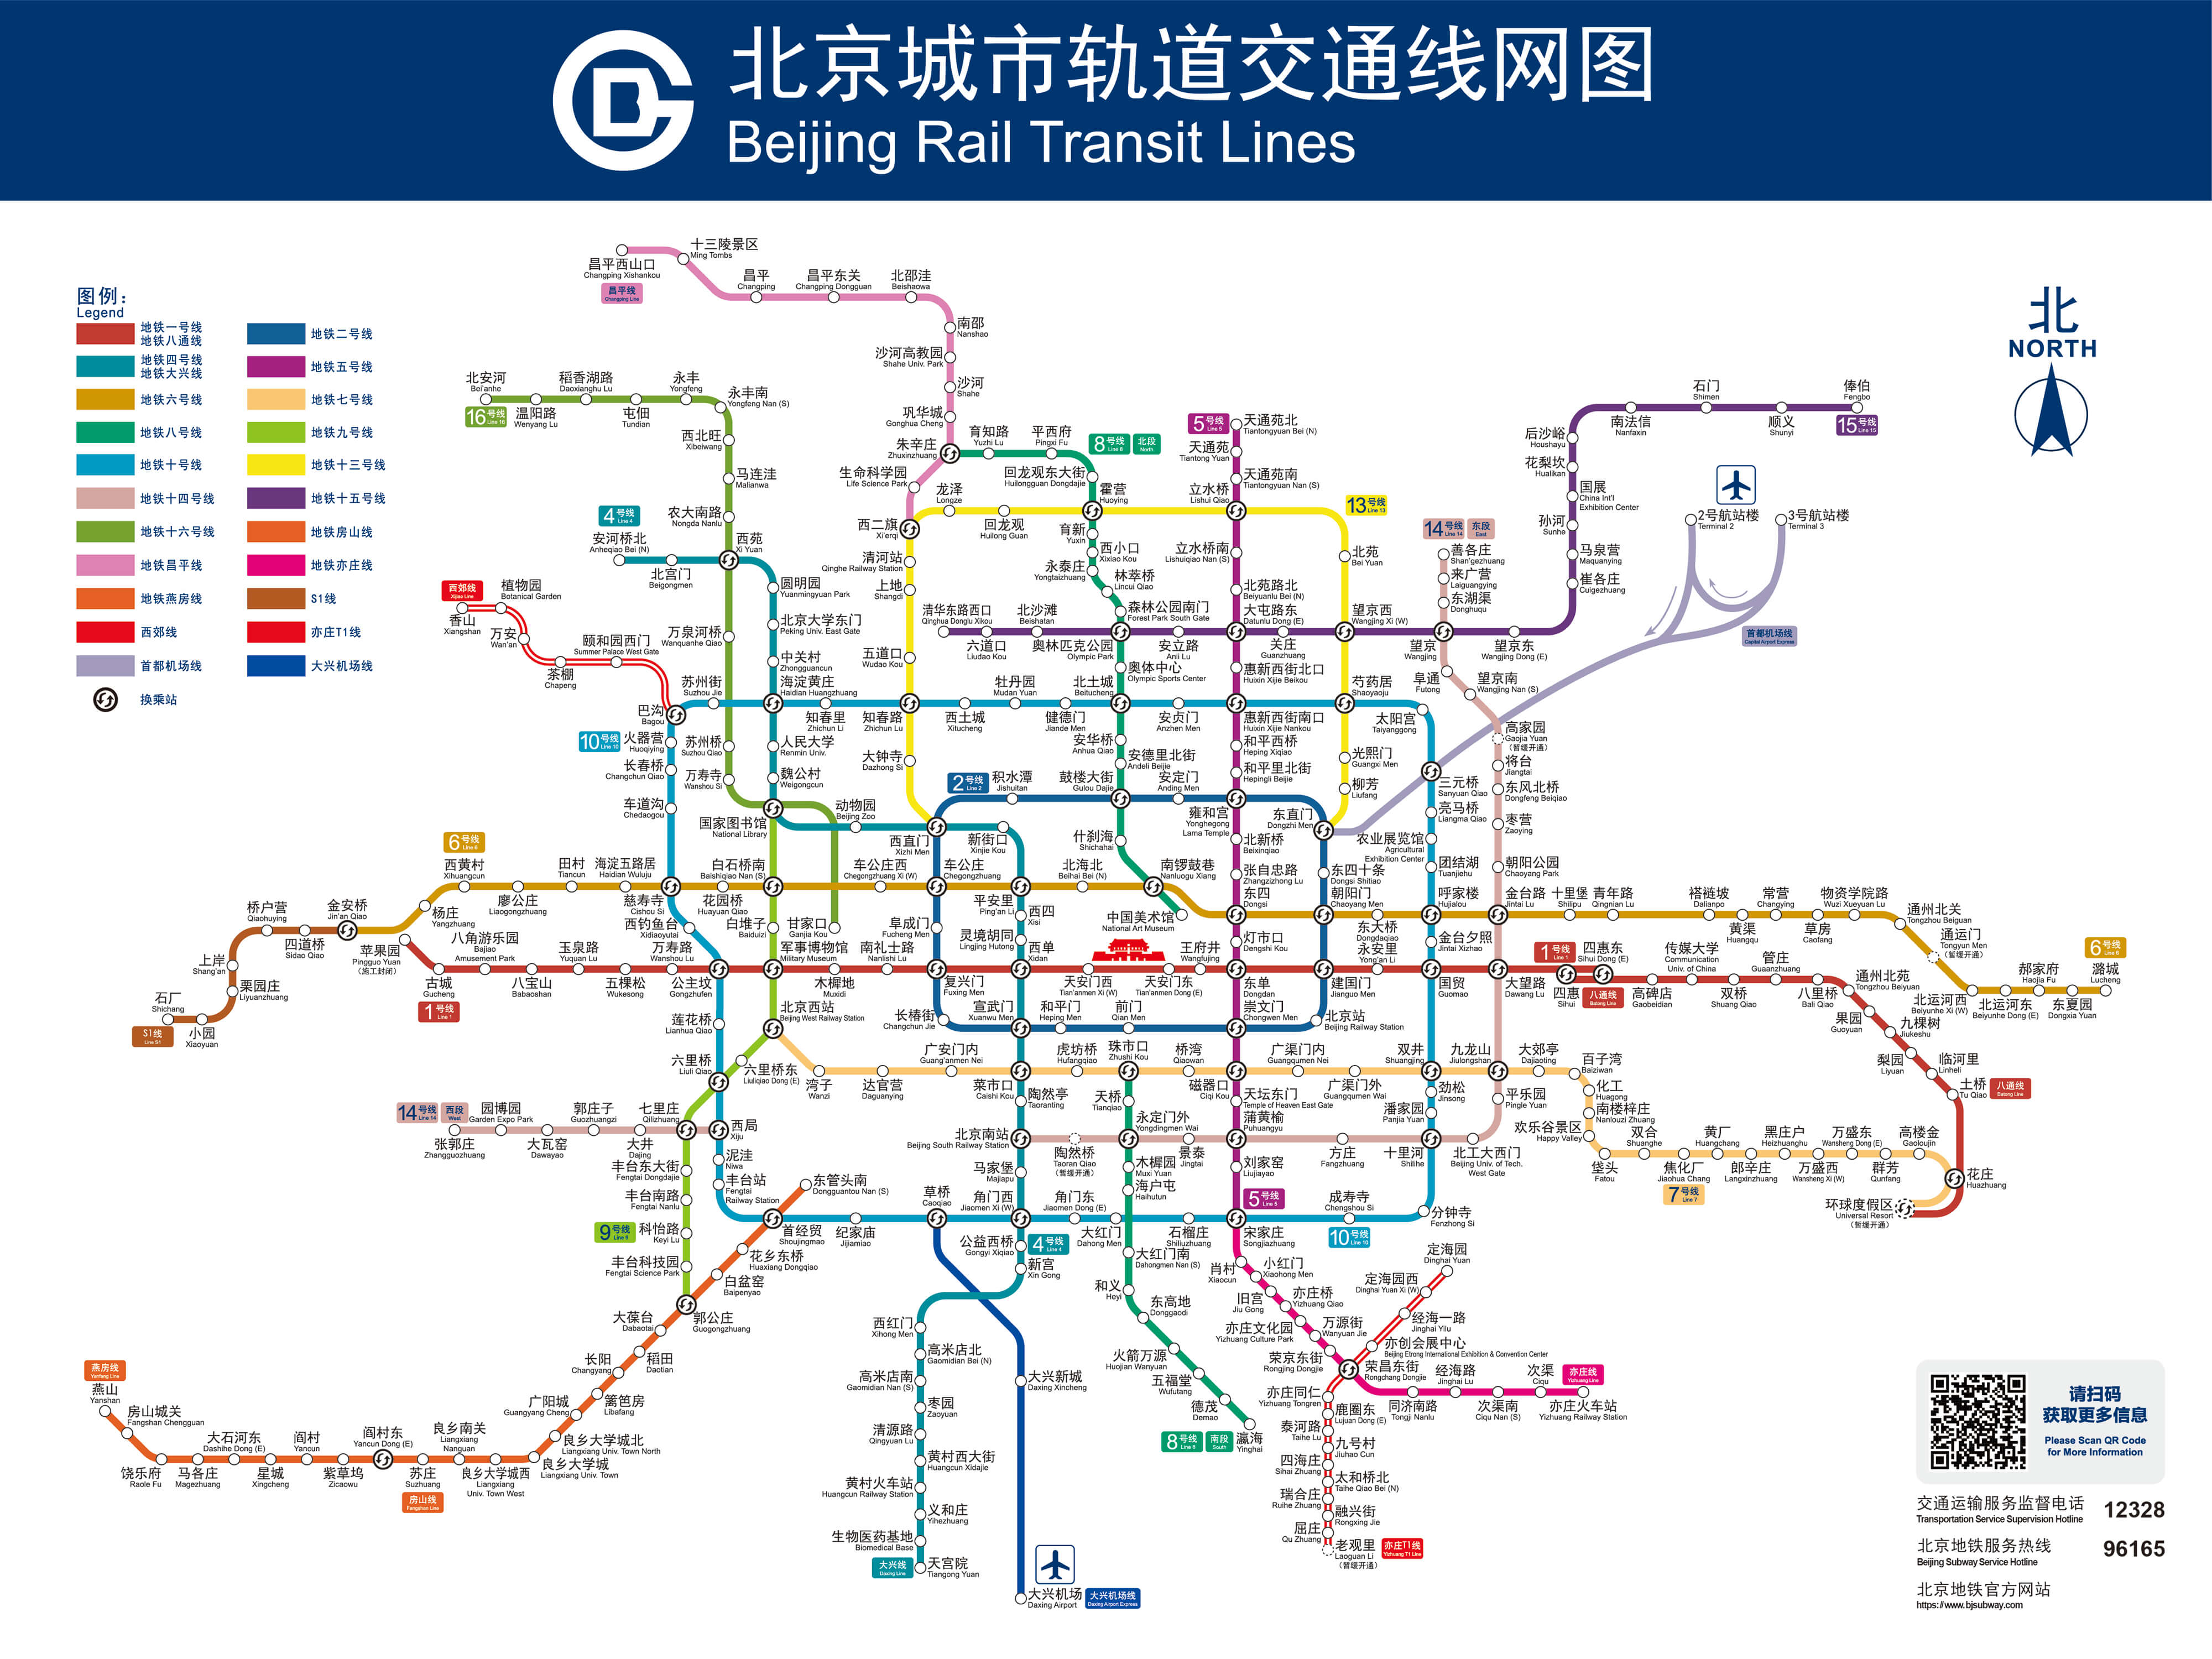 北京城市轨道交通线网图
Beijing Rail Transit Lines
图例:
Legend
地铁一号线
地铁八通线
地铁二号线
地铁四号线
地铁大兴线
地铁五号线
地铁六号线
地铁七号线
地铁八号线
地铁九号线
地铁十号线
地铁十三号线
地铁十四号线
地铁十五号线
地铁十六号线
地铁房山线
地铁昌平线
地铁亦庄线
地铁燕房线
S1线
西郊线
亦庄T1线
首都机场线
大兴机场线
换乘站
北
NORTH
昌平西山口
Changping Xishankou
昌平线
Changping Line
十三陵景区
Ming Tombs
昌平
Changping
昌平东关
Changping Dongguan
北邵洼
Beishaowa
南邵
Nanshao
沙河高教园
Shahe Univ. Park
沙河
Shahe
巩华城
Gonghua Cheng
朱辛庄
Zhuxinzhuang
生命科学园
Life Science Park
西二旗
Xi'erqi
北安河
Bei'anhe
16号线
Line 16
温阳路
Wenyang Lu
稻香湖路
Daoxianghu Lu
屯佃
Tundian
永丰
Yongfeng
永丰南
Yongfeng Nan (S)
西北旺
Xibeiwang
马连洼
Malianwa
农大南路
Nongda Nanlu
西苑
Xi Yuan
万泉河桥
Wanquanhe Qiao
苏州街
Suzhou Jie
苏州桥
Suzhou Qiao
万寿寺
Wanshou Si
国家图书馆
National Library
甘家口
Ganjia Kou
育知路
Yuzhi Lu
平西府
Pingxi Fu
8号线
Line 8
北段
North
回龙观东大街
Huilongguan Dongdajie
霍营
Huoying
育新
Yuxin
西小口
Xixiao Kou
永泰庄
Yongtaizhuang
林萃桥
Lincui Qiao
森林公园南门
Forest Park South Gate
奥林匹克公园
Olympic Park
奥体中心
Olympic Sports Center
北土城
Beitucheng
安华桥
Anhua Qiao
安德里北街
Andeli Beijie
鼓楼大街
Gulou Dajie
什刹海
Shichahai
南锣鼓巷
Nanluogu Xiang
中国美术馆
National Art Museum
5号线
Line 5
天通苑北
Tiantongyuan Bei (N)
天通苑
Tiantong Yuan
天通苑南
Tiantongyuan Nan (S)
立水桥
Lishui Qiao
立水桥南
Lishuiqiao Nan (S)
北苑路北
Beiyuanlu Bei (N)
大屯路东
Datunlu Dong (E)
惠新西街北口
Huixin Xijie Beikou
惠新西街南口
Huixin Xijie Nankou
和平西桥
Heping Xiqiao
和平里北街
Hepingli Beijie
雍和宫
Yonghegong
Lama Temple
北新桥
Beixinqiao
张自忠路
Zhangzizhong Lu
东四
Dongsi
灯市口
Dengshi Kou
东单
Dongdan
崇文门
Chongwen Men
磁器口
Ciqi Kou
天坛东门
Temple of Heaven East Gate
蒲黄榆
Puhuangyu
刘家窑
Liujiayao
5号线
Line 5
宋家庄
Songjiazhuang
13号线
Line 13
龙泽
Longze
回龙观
Huilong Guan
北苑
Bei Yuan
望京西
Wangjing Xi (W)
芍药居
Shaoyaoju
光熙门
Guangxi Men
柳芳
Liufang
东直门
Dongzhi Men
清河站
Qinghe Railway Station
上地
Shangdi
五道口
Wudao Kou
知春路
Zhichun Lu
大钟寺
Dazhong Si
西直门
Xizhi Men
俸伯
Fengbo
15号线
Line 15
顺义
Shunyi
石门
Shimen
南法信
Nanfaxin
后沙峪
Houshayu
花梨坎
Hualikan
国展
China Int'l
Exhibition Center
孙河
Sunhe
马泉营
Maquanying
崔各庄
Cuigezhuang
望京东
Wangjing Dong (E)
望京
Wangjing
关庄
Guanzhuang
安立路
Anli Lu
北沙滩
Beishatan
六道口
Liudao Kou
清华东路西口
Qinghua Donglu Xikou
2号航站楼
Terminal 2
3号航站楼
Terminal 3
首都机场线
Capital Airport Express
14号线
Line 14
东段
East
善各庄
Shan'gezhuang
来广营
Laiguangying
东湖渠
Donghuqu
阜通
Futong
望京南
Wangjing Nan (S)
高家园
Gaojia Yuan
(暂缓开通)
将台
Jiangtai
东风北桥
Dongfeng Beiqiao
枣营
Zaoying
朝阳公园
Chaoyang Park
金台路
Jintai Lu
大望路
Dawang Lu
九龙山
Jiulongshan
平乐园
Pingle Yuan
北工大西门
Beijing Univ. of Tech.
West Gate
十里河
Shilihe
方庄
Fangzhuang
景泰
Jingtai
永定门外
Yongdingmen Wai
陶然桥
Taoran Qiao
(暂缓开通)
北京南站
Beijing South Railway Station
4号线
Line 4
安河桥北
Anheqiao Bei (N)
北宫门
Beigongmen
圆明园
Yuanmingyuan Park
北京大学东门
Peking Univ. East Gate
中关村
Zhongguancun
海淀黄庄
Haidian Huangzhuang
人民大学
Renmin Univ.
魏公村
Weigongcun
动物园
Beijing Zoo
新街口
Xinjie Kou
平安里
Ping'an Li
西四
Xisi
灵境胡同
Lingjing Hutong
西单
Xidan
宣武门
Xuanwu Men
菜市口
Caishi Kou
陶然亭
Taoranting
马家堡
Majiapu
角门西
Jiaomen Xi (W)
公益西桥
Gongyi Xiqiao
4号线
Line 4
新宫
Xin Gong
西郊线
Xijiao Line
香山
Xiangshan
植物园
Botanical Garden
万安
Wan'an
茶棚
Chapeng
颐和园西门
Summer Palace West Gate
巴沟
Bagou
10号线
Line 10
火器营
Huoqiying
长春桥
Changchun Qiao
车道沟
Chedaogou
慈寿寺
Cishou Si
西钓鱼台
Xidiaoyutai
公主坟
Gongzhufen
莲花桥
Lianhua Qiao
六里桥
Liuli Qiao
西局
Xiju
泥洼
Niwa
丰台站
Fengtai
Railway Station
首经贸
Shoujingmao
纪家庙
Jijiamiao
草桥
Caoqiao
角门东
Jiaomen Dong (E)
大红门
Dahong Men
石榴庄
Shiliuzhuang
成寿寺
Chengshou Si
10号线
Line 10
分钟寺
Fenzhong Si
潘家园
Panjia Yuan
劲松
Jinsong
双井
Shuangjing
国贸
Guomao
金台夕照
Jintai Xizhao
呼家楼
Hujialou
团结湖
Tuanjiehu
农业展览馆
Agricultural
Exhibition Center
亮马桥
Liangma Qiao
三元桥
Sanyuan Qiao
太阳宫
Taiyanggong
安贞门
Anzhen Men
健德门
Jiande Men
牡丹园
Mudan Yuan
西土城
Xitucheng
知春里
Zhichun Li
2号线
Line 2
积水潭
Jishuitan
安定门
Anding Men
东四十条
Dongsi Shitiao
朝阳门
Chaoyang Men
建国门
Jianguo Men
北京站
Beijing Railway Station
前门
Qian Men
和平门
Heping Men
长椿街
Changchun Jie
复兴门
Fuxing Men
阜成门
Fucheng Men
车公庄
Chegongzhuang
6号线
Line 6
金安桥
Jin'an Qiao
杨庄
Yangzhuang
西黄村
Xihuangcun
廖公庄
Liaogongzhuang
田村
Tiancun
海淀五路居
Haidian Wuluju
花园桥
Huayuan Qiao
白石桥南
Baishiqiao Nan (S)
车公庄西
Chegongzhuang Xi (W)
北海北
Beihai Bei (N)
东大桥
Dongdaqiao
十里堡
Shilipu
青年路
Qingnian Lu
褡裢坡
Dalianpo
黄渠
Huangqu
常营
Changying
草房
Caofang
物资学院路
Wuzi Xueyuan Lu
通州北关
Tongzhou Beiguan
通运门
Tongyun Men
(暂缓开通)
北运河西
Beiyunhe Xi (W)
北运河东
Beiyunhe Dong (E)
郝家府
Haojia Fu
东夏园
Dongxia Yuan
6号线
Line 6
潞城
Lucheng
S1线
Line S1
石厂
Shichang
小园
Xiaoyuan
栗园庄
Liyuanzhuang
上岸
Shang'an
桥户营
Qiaohuying
四道桥
Sidao Qiao
苹果园
Pingguo Yuan
(施工封闭)
古城
Gucheng
1号线
Line 1
八角游乐园
Bajiao
Amusement Park
八宝山
Babaoshan
玉泉路
Yuquan Lu
五棵松
Wukesong
万寿路
Wanshou Lu
军事博物馆
Military Museum
木樨地
Muxidi
南礼士路
Nanlishi Lu
天安门西
Tian'anmen Xi (W)
天安门东
Tian'anmen Dong (E)
王府井
Wangfujing
永安里
Yong'an Li
1号线
Line 1
四惠
Sihui
四惠东
Sihui Dong (E)
八通线
Batong Line
高碑店
Gaobeidian
传媒大学
Communication
Univ. of China
双桥
Shuang Qiao
管庄
Guaanzhuang
八里桥
Bali Qiao
通州北苑
Tongzhou Beiyuan
果园
Guoyuan
九棵树
Jiukeshu
梨园
Liyuan
临河里
Linheli
土桥
Tu Qiao
八通线
Batong Line
花庄
Huazhuang
环球度假区
Universal Resort
(暂缓开通)
白堆子
Baiduizi
北京西站
Beijing West Railway Station
六里桥东
Liuliqiao Dong (E)
七里庄
Qilizhuang
丰台东大街
Fengtai Dongdajie
丰台南路
Fengtai Nanlu
9号线
Line 9
科怡路
Keyi Lu
丰台科技园
Fengtai Science Park
郭公庄
Guogongzhuang
湾子
Wanzi
达官营
Daguanying
广安门内
Guang'anmen Nei
虎坊桥
Hufangqiao
珠市口
Zhushi Kou
桥湾
Qiaowan
广渠门内
Guangqumen Nei
广渠门外
Guangqumen Wai
大郊亭
Dajiaoting
百子湾
Baiziwan
化工
Huagong
南楼梓庄
Nanlouzi Zhuang
欢乐谷景区
Happy Valley
垡头
Fatou
双合
Shuanghe
焦化厂
Jiaohua Chang
7号线
Line 7
黄厂
Huangchang
郎辛庄
Langxinzhuang
黑庄户
Heizhuanghu
万盛西
Wansheng Xi (W)
万盛东
Wansheng Dong (E)
群芳
Qunfang
高楼金
Gaoloujin
14号线
Line 14
西段
West
张郭庄
Zhangguozhuang
园博园
Garden Expo Park
大瓦窑
Dawayao
郭庄子
Guozhuangzi
大井
Dajing
天桥
Tianqiao
木樨园
Muxi Yuan
海户屯
Haihutun
大红门南
Dahongmen Nan (S)
和义
Heyi
东高地
Donggaodi
火箭万源
Huojian Wanyuan
五福堂
Wufutang
德茂
Demao
8号线
Line 8
南段
South
瀛海
Yinghai
东管头南
Dongguantou Nan (S)
花乡东桥
Huaxiang Dongqiao
白盆窑
Baipenyao
大葆台
Dabaotai
稻田
Daotian
长阳
Changyang
篱笆房
Libafang
广阳城
Guangyang Cheng
良乡大学城北
Liangxiang Univ. Town North
良乡大学城
Liangxiang Univ. Town
良乡大学城西
Liangxiang
Univ. Town West
良乡南关
Liangxiang
Nanguan
苏庄
Suzhuang
房山线
Fangshan Line
阎村东
Yancun Dong (E)
紫草坞
Zicaowu
阎村
Yancun
星城
Xingcheng
大石河东
Dashihe Dong (E)
马各庄
Magezhuang
饶乐府
Raole Fu
房山城关
Fangshan Chengguan
燕房线
Yanfang Line
燕山
Yanshan
西红门
Xihong Men
高米店北
Gaomidian Bei (N)
高米店南
Gaomidian Nan (S)
枣园
Zaoyuan
清源路
Qingyuan Lu
黄村西大街
Huangcun Xidajie
黄村火车站
Huangcun Railway Station
义和庄
Yihezhuang
生物医药基地
Biomedical Base
大兴线
Daxing Line
天宫院
Tiangong Yuan
大兴新城
Daxing Xincheng
大兴机场
Daxing Airport
大兴机场线
Daxing Airport Express
肖村
Xiaocun
小红门
Xiaohong Men
旧宫
Jiu Gong
亦庄桥
Yizhuang Qiao
亦庄文化园
Yizhuang Culture Park
万源街
Wanyuan Jie
荣京东街
Rongjing Dongjie
荣昌东街
Rongchang Dongjie
同济南路
Tongji Nanlu
经海路
Jinghai Lu
次渠南
Ciqu Nan (S)
次渠
Ciqu
亦庄线
Yizhuang Line
亦庄火车站
Yizhuang Railway Station
定海园
Dinghai Yuan
定海园西
Dinghai Yuan Xi (W)
经海一路
Jinghai Yilu
亦创会展中心
Beijing Etrong International Exhibition & Convention Center
亦庄同仁
Yizhuang Tongren
鹿圈东
Lujuan Dong (E)
泰河路
Taihe Lu
九号村
Jiuhao Cun
四海庄
Sihai Zhuang
太和桥北
Taihe Qiao Bei (N)
瑞合庄
Ruihe Zhuang
融兴街
Rongxing Jie
屈庄
Qu Zhuang
老观里
Laoguan Li
(暂缓开通)
亦庄T1线
Yizhuang T1 Line
请扫码
获取更多信息
Please Scan QR Code
for More Information
交通运输服务监督电话 12328
Transportation Service Supervision Hotline
北京地铁服务热线 96165
Beijing Subway Service Hotline
北京地铁官方网站
https://www.bjsubway.com